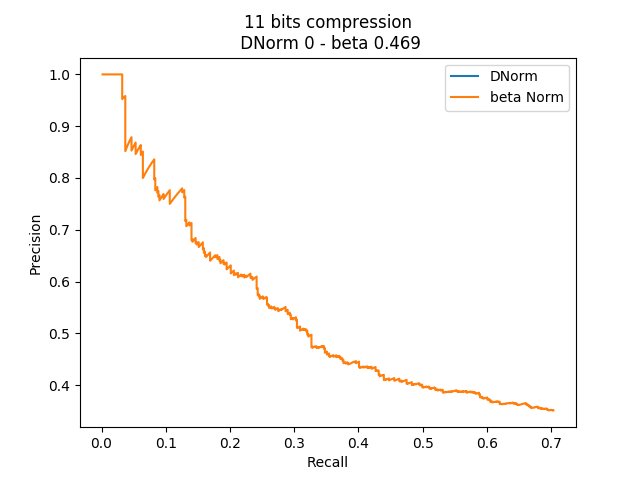 11 bits compression
DNorm 0 - beta 0.469
DNorm
beta Norm
1.0
0.9
0.8
0.7
0.6
0.5
0.4
Precision
0.0 0.1 0.2 0.3 0.4 0.5 0.6 0.7
Recall